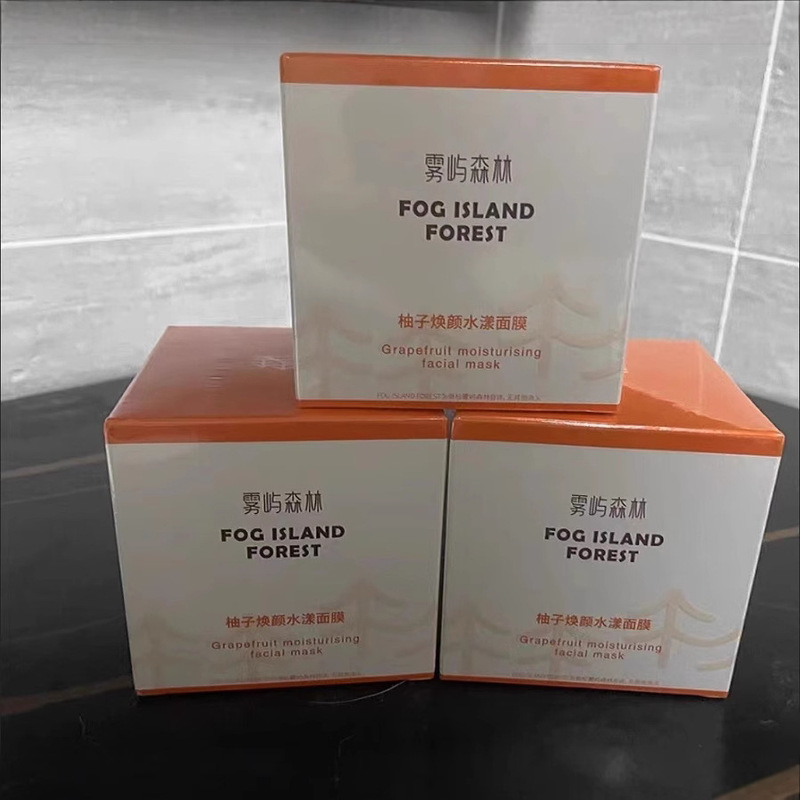 雾屿森林
FOG ISLAND
FOREST
柚子焕颜水漾面膜
Grapefruit moisturising
facial mask
FOG ISLAND FOREST
雾屿森林
FOG ISLAND
FOREST
柚子焕颜水漾面膜
Grapefruit moisturising
facial mask
雾屿森林
FOG ISLAND
FOREST
柚子焕颜水漾面膜
Grapefruit moisturising
facial mask